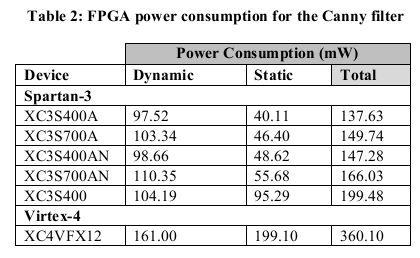 Table 2: FPGA power consumption for the Canny filter
Power Consumption (mW)
Device Dynamic Static Total
Spartan-3
XC3S400A 97.52 40.11 137.63
XC3S700A 103.34 46.40 149.74
XC3S400AN 98.66 48.62 147.28
XC3S700AN 110.35 55.68 166.03
XC3S400 104.19 95.29 199.48
Virtex-4
XC4VFX12 161.00 199.10 360.10